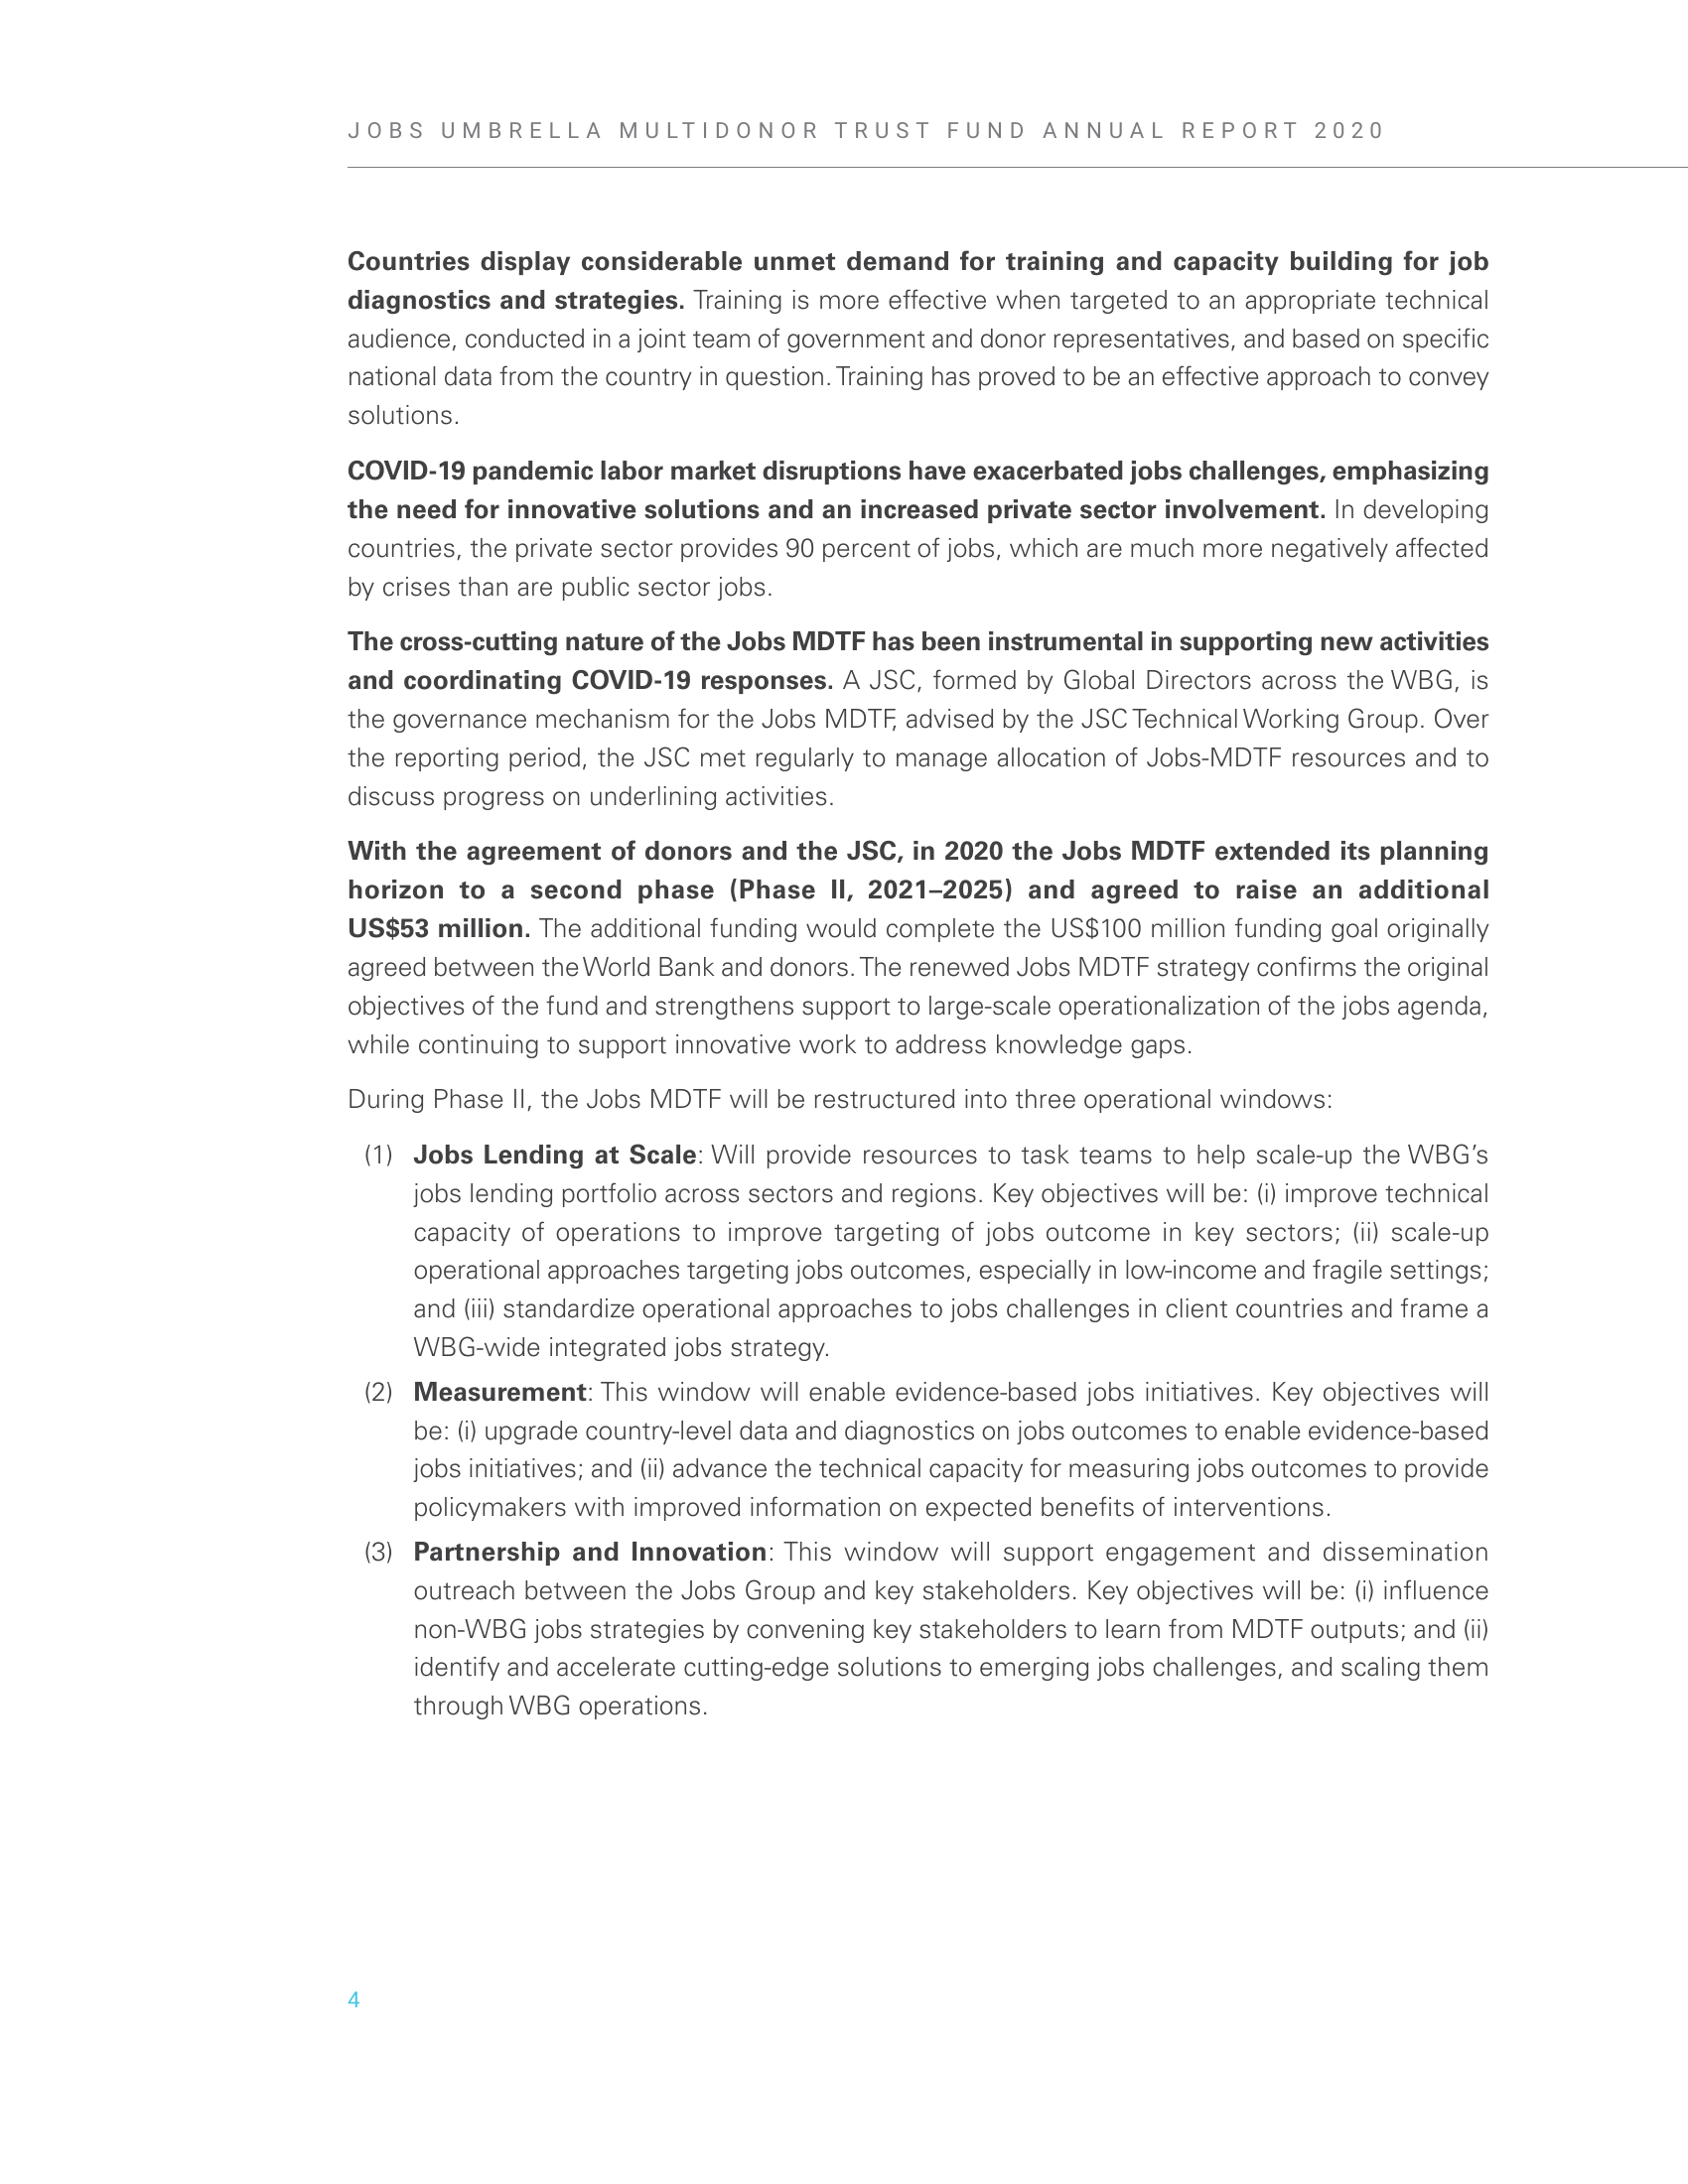 JOBS UMBRELLA MULTIDONOR TRUST FUND ANNUAL REPORT 2020
Countries display considerable unmet demand for training and capacity building for job
diagnostics and strategies. Training is more effective when targeted to an appropriate technical
audience, conducted in a joint team of government and donor representatives, and based on specific
national data from the country in question. Training has proved to be an effective approach to convey
solutions.
COVID-19 pandemic labor market disruptions have exacerbated jobs challenges, emphasizing
the need for innovative solutions and an increased private sector involvement. In developing
countries, the private sector provides 90 percent of jobs, which are much more negatively affected
by crises than are public sector jobs.
The cross-cutting nature of the Jobs MDTF has been instrumental in supporting new activities
and coordinating COVID-19 responses. A JSC, formed by Global Directors across the WBG, is
the governance mechanism for the Jobs MDTF, advised by the JSC Technical Working Group. Over
the reporting period, the JSC met regularly to manage allocation of Jobs-MDTF resources and to
discuss progress on underlining activities.
With the agreement of donors and the JSC, in 2020 the Jobs MDTF extended its planning
horizon to a second phase (Phase II, 2021–2025) and agreed to raise an additional
US$53 million. The additional funding would complete the US$100 million funding goal originally
agreed between the World Bank and donors. The renewed Jobs MDTF strategy confirms the original
objectives of the fund and strengthens support to large-scale operationalization of the jobs agenda,
while continuing to support innovative work to address knowledge gaps.
During Phase II, the Jobs MDTF will be restructured into three operational windows:
(1) Jobs Lending at Scale: Will provide resources to task teams to help scale-up the WBG's
jobs lending portfolio across sectors and regions. Key objectives will be: (i) improve technical
capacity of operations to improve targeting of jobs outcome in key sectors; (ii) scale-up
operational approaches targeting jobs outcomes, especially in low-income and fragile settings;
and (iii) standardize operational approaches to jobs challenges in client countries and frame a
WBG-wide integrated jobs strategy.
(2) Measurement: This window will enable evidence-based jobs initiatives. Key objectives will
be: (i) upgrade country-level data and diagnostics on jobs outcomes to enable evidence-based
jobs initiatives; and (ii) advance the technical capacity for measuring jobs outcomes to provide
policymakers with improved information on expected benefits of interventions.
(3) Partnership and Innovation: This window will support engagement and dissemination
outreach between the Jobs Group and key stakeholders. Key objectives will be: (i) influence
non-WBG jobs strategies by convening key stakeholders to learn from MDTF outputs; and (ii)
identify and accelerate cutting-edge solutions to emerging jobs challenges, and scaling them
through WBG operations.
4